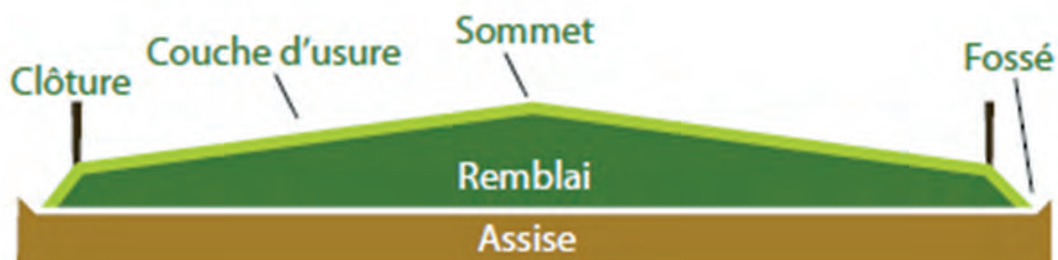 Sommet
Couche d'usure
Fossé
Clôture
Remblai
Assise